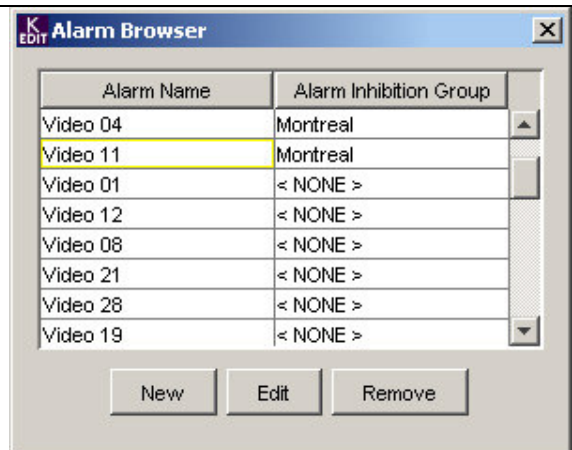 K EDIT Alarm Browser
Alarm Name Alarm Inhibition Group
Video 04 Montreal
Video 11 Montreal
Video 01 < NONE >
Video 12 < NONE >
Video 08 < NONE >
Video 21 < NONE >
Video 28 < NONE >
Video 19 < NONE >
New Edit Remove